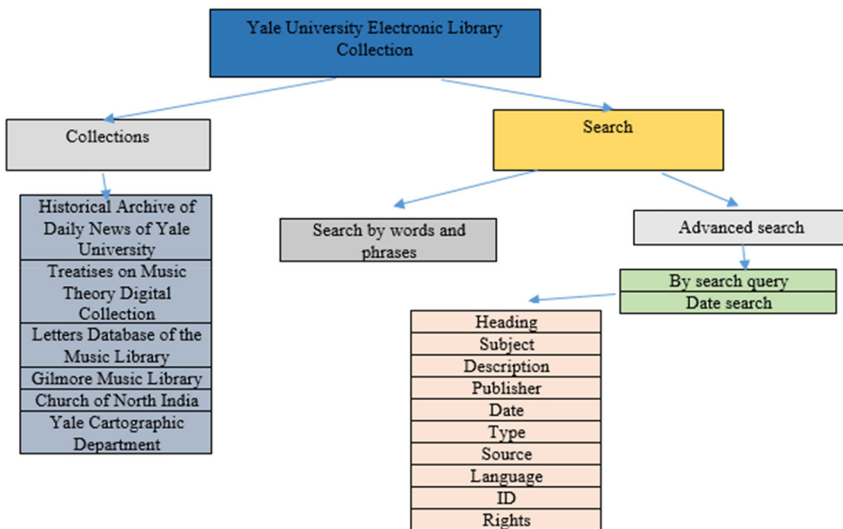 Yale University Electronic Library
Collection
Collections
Search
Historical Archive of
Daily News of Yale
University
Treatises on Music
Theory Digital
Collection
Letters Database of the
Music Library
Gilmore Music Library
Church of North India
Yale Cartographic
Department
Search by words and
phrases
Advanced search
By search query
Date search
Heading
Subject
Description
Publisher
Date
Type
Source
Language
ID
Rights